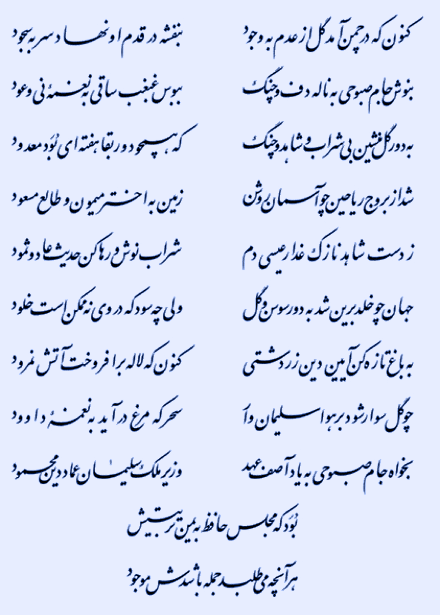 کنون که در چمن آمد گل از عدم به وجود بنفشه در قدم او نهاد سر به سجود
بنوش جام صبوحی به ناله دف و چنگ ببوس غبغب ساقی به نغمهٔ نی و عود
به دور گل منشین بی شراب و شاهد و چنگ که همچو دور بقا هفته‌ای بود معدود
شد از بروج ریاحین چو آسمان روشن زمین به اختر میمون و طالع مسعود
ز دست شاهد نازک عذار عیسی دم شراب نوش و رها کن حدیث عاد و ثمود
جهان چو خلد برین شد به دور سوسن و گل ولی چه سود که در وی نه ممکن است خلود
به باغ تازه کن آیین دین زردشتی کنون که لاله برافروخت آتش نمرود
چو گل سوار شود بر هوا سلیمان وار سحر که مرغ درآید به نغمهٔ داوود
بخواه جام صبوحی به یاد آصف عهد وزیر ملک سلیمان عماد دین محمود
بود که مجلس حافظ به یمن تربیتش
هر آنچه می‌طلبد جمله باشدش موجود